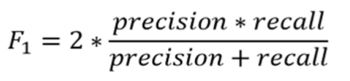 F₁ = 2 * precision * recall / precision + recall